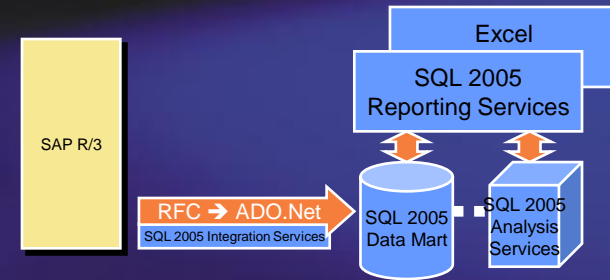 Excel
SQL 2005
Reporting Services
SAP R/3
RFC ➔ ADO.Net
SQL 2005 Integration Services
SQL 2005
Data Mart
SQL 2005
Analysis
Services